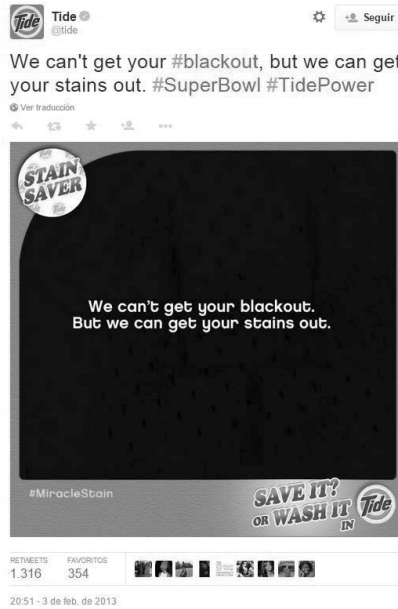 Tide
Tide
@tide
Seguir
We can't get your #blackout, but we can get
your stains out. #SuperBowl #TidePower
Ver traducción
STAIN
SAVER
Tide
We can't get your blackout.
But we can get your stains out.
#MiracleStain
SAVE IT?
OR WASH IT
IN
Tide
RETWEETS FAVORITOS
1.316 354
20:51 - 3 de feb. de 2013